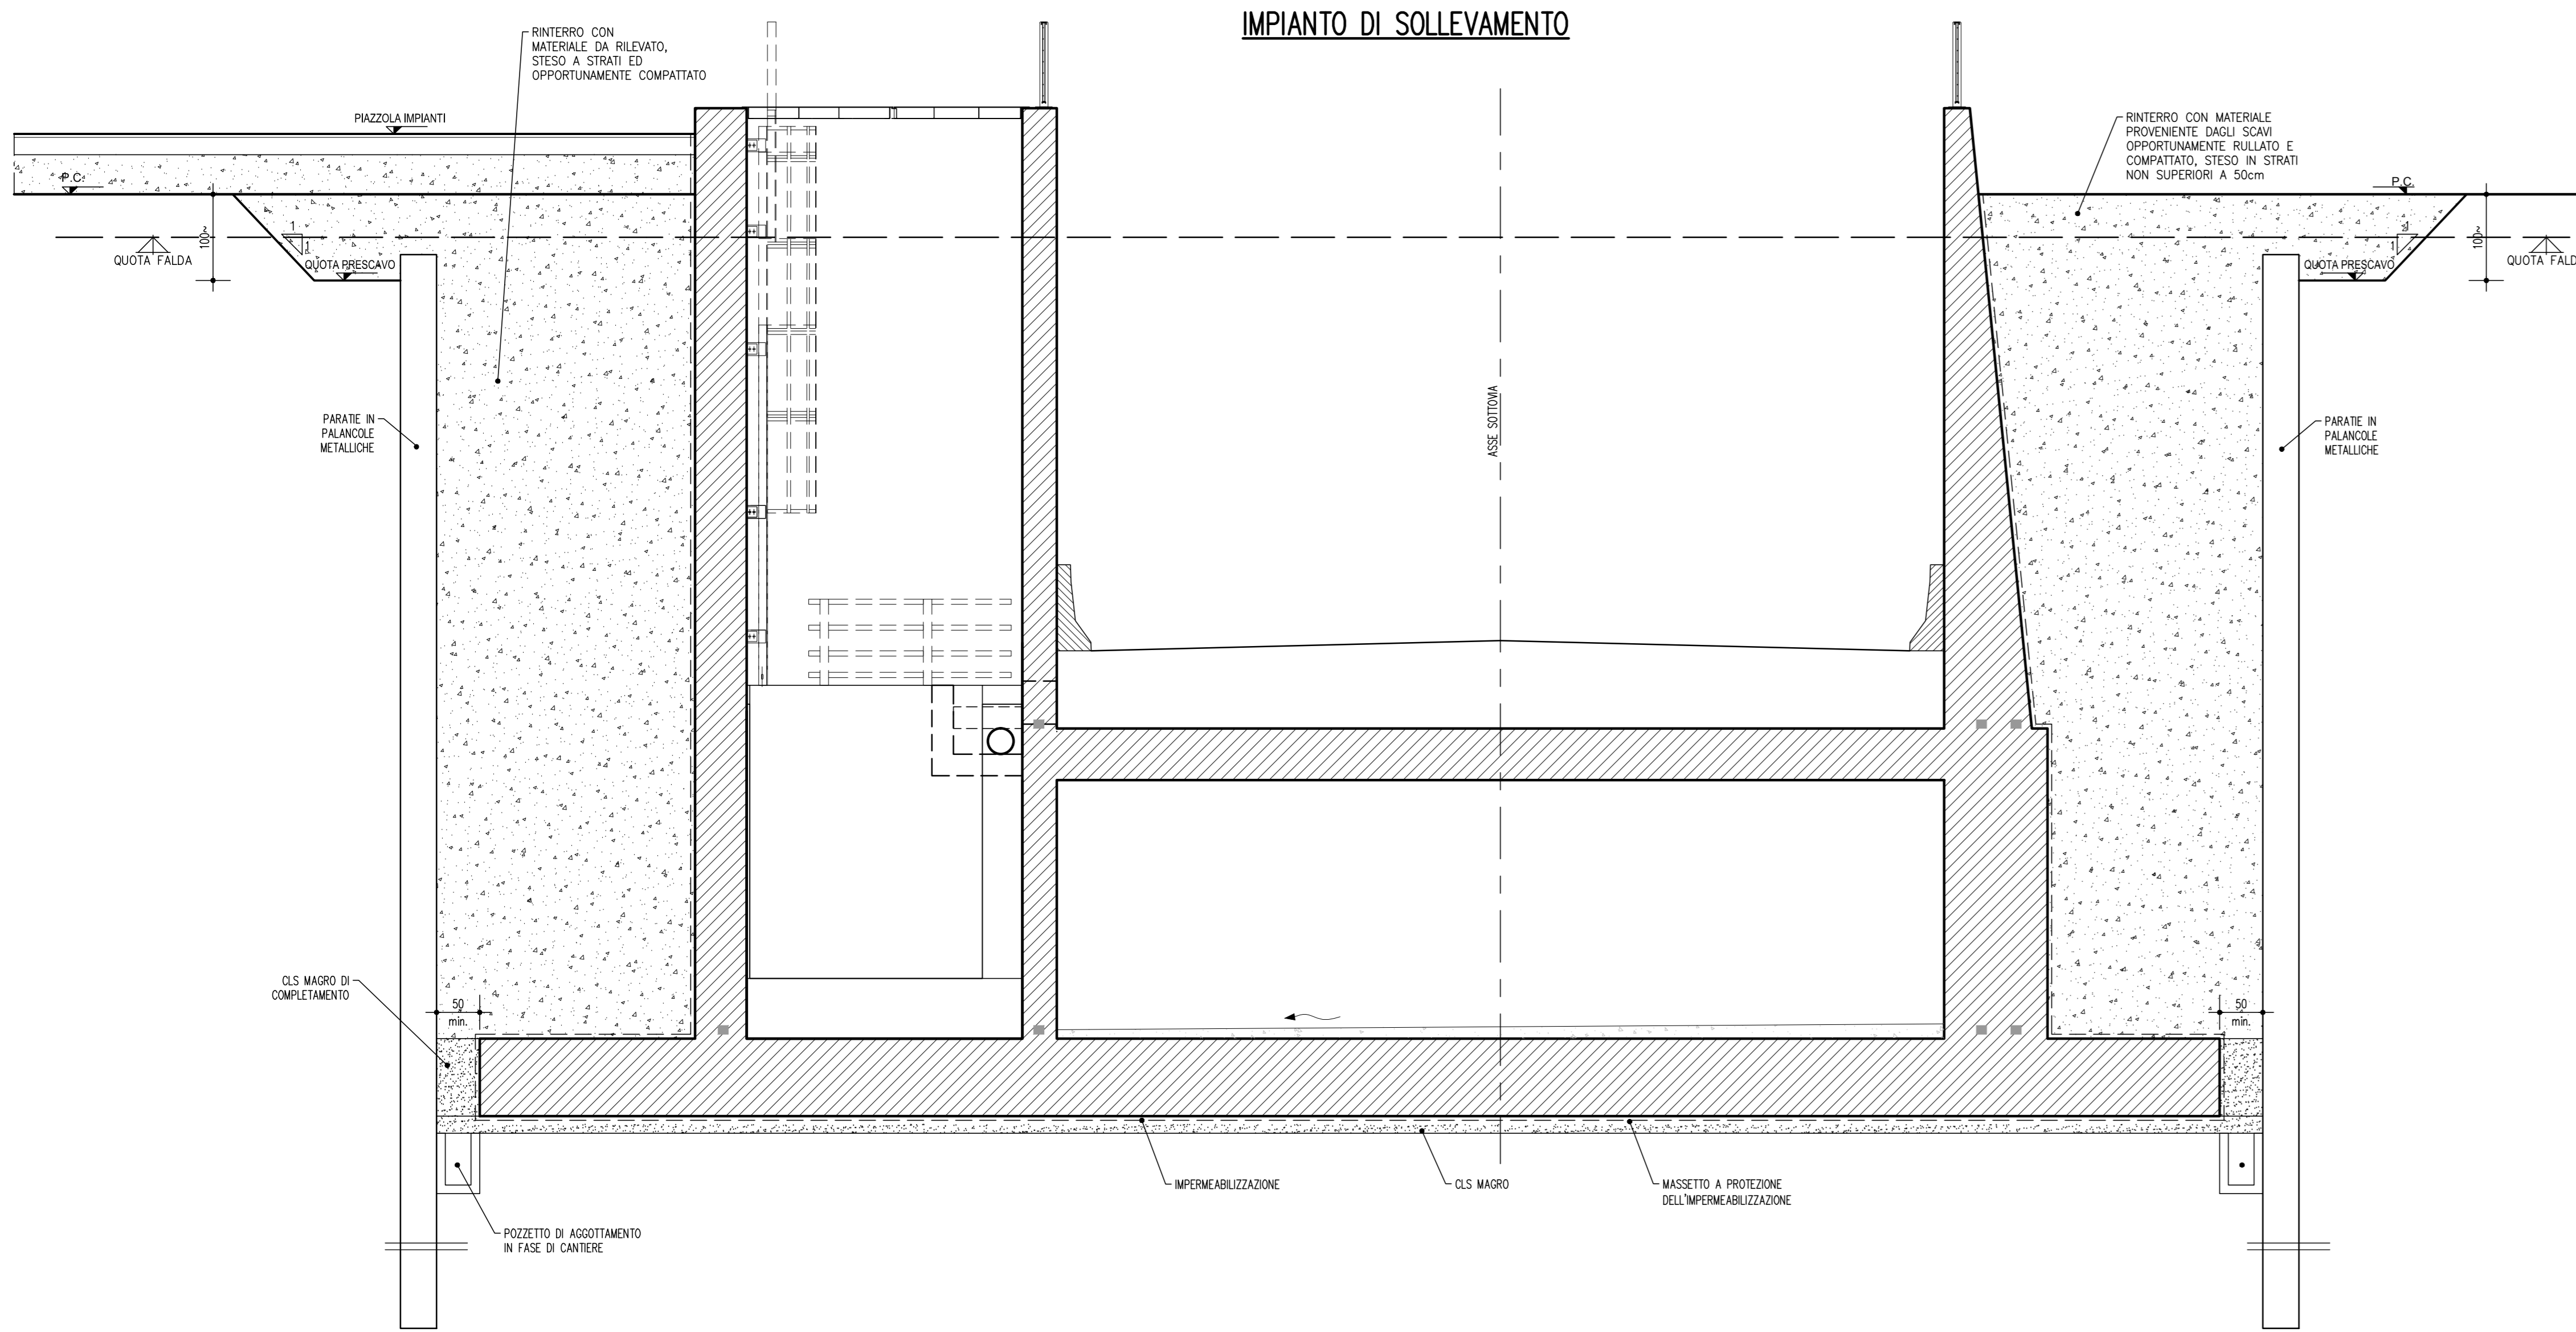 IMPIANTO DI SOLLEVAMENTO
RINTERRO CON
MATERIALE DA RILEVATO,
STESO A STRATI ED
OPPORTUNAMENTE COMPATTATO
PIAZZOLA IMPIANTI
P.C.
RINTERRO CON MATERIALE
PROVENIENTE DAGLI SCAVI
OPPORTUNAMENTE RULLATO E
COMPATTATO, STESO IN STRATI
NON SUPERIORI A 50cm
P.C.
100~
1
1
QUOTA FALDA
QUOTA PRESCAVO
1
1
100~
QUOTA PRESCAVO
QUOTA FALD
ASSE SOTTOVIA
PARATIE IN
PALANCOLE
METALLICHE
PARATIE IN
PALANCOLE
METALLICHE
CLS MAGRO DI
COMPLETAMENTO
50
min.
50
min.
IMPERMEABILIZZAZIONE
CLS MAGRO
MASSETTO A PROTEZIONE
DELL'IMPERMEABILIZZAZIONE
POZZETTO DI AGGOTTAMENTO
IN FASE DI CANTIERE